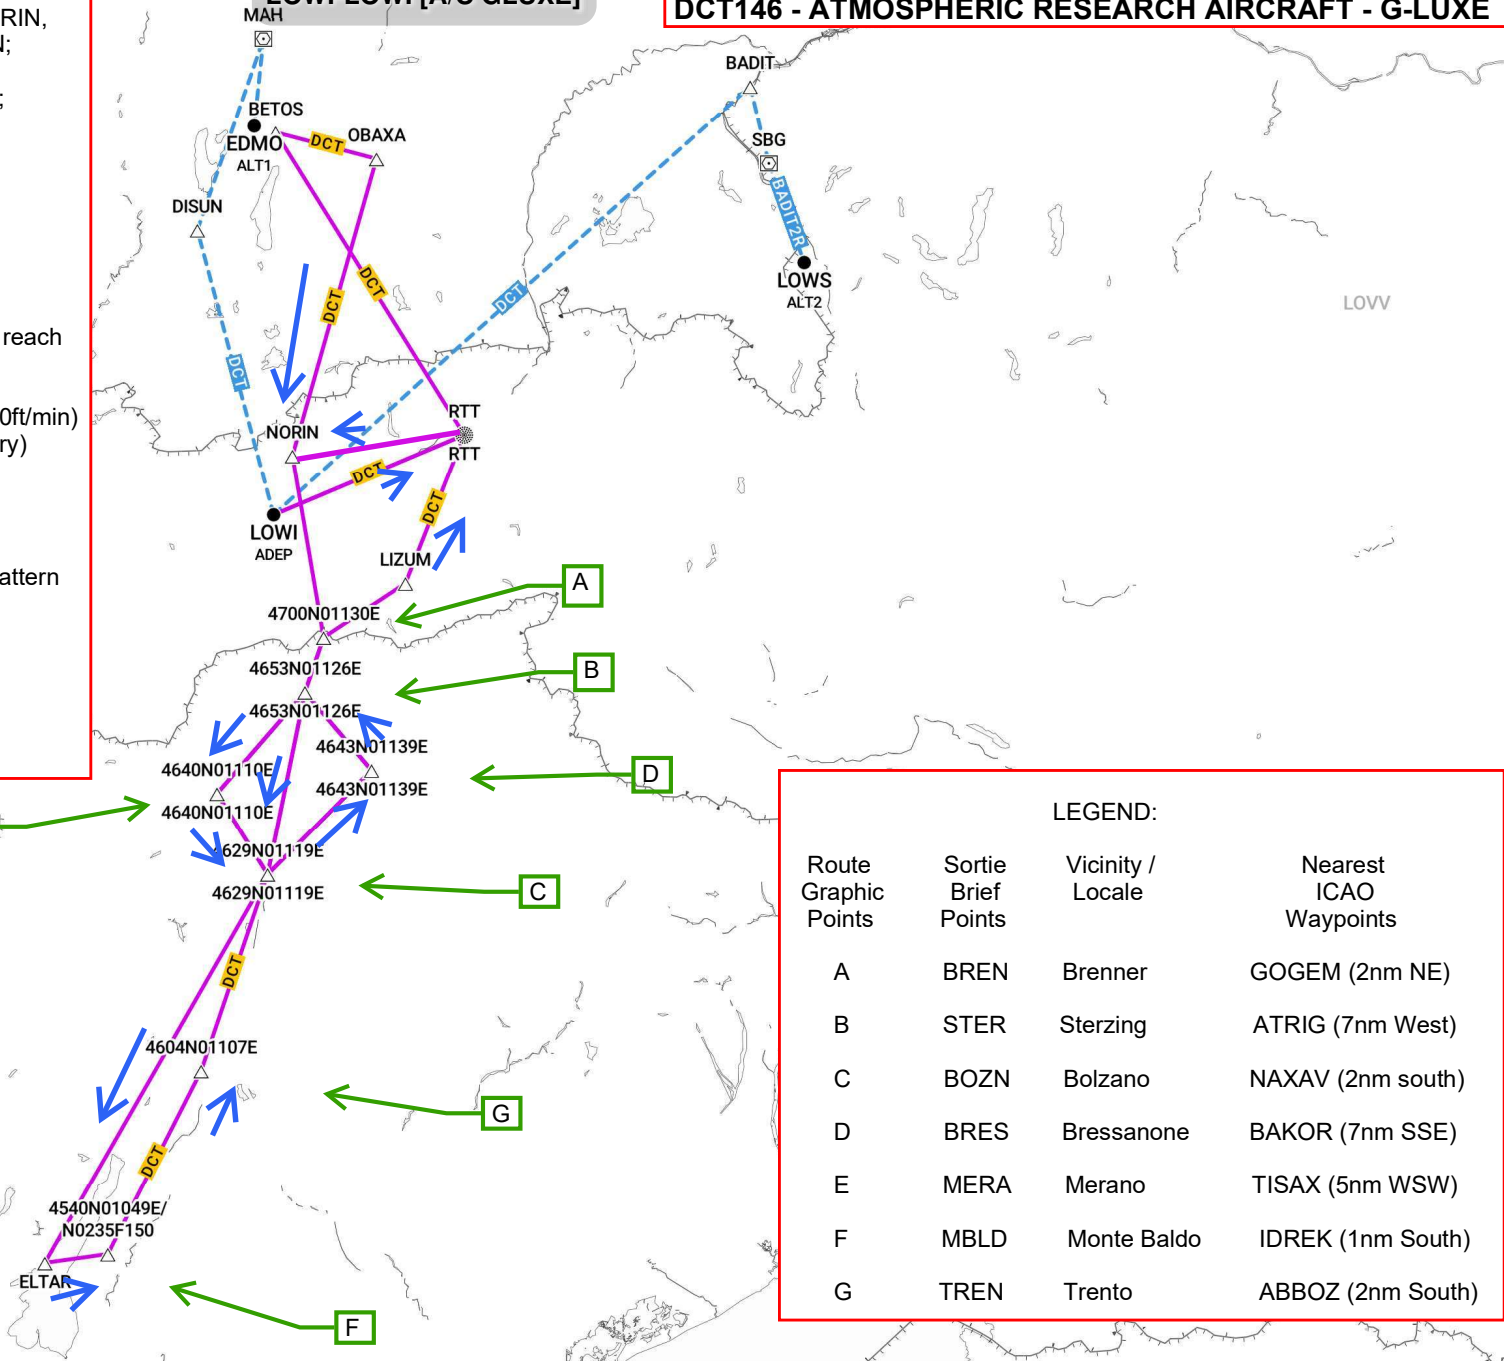 RIN,
;
;
reach
0ft/min)
ry)
attern
LOWI-LOWI [A/C GLUXE]
DCT146 - ATMOSPHERIC RESEARCH AIRCRAFT - G-LUXE
MAH
BETOS
EDMO
ALT1
DCT
OBAXA
DISUN
BADIT
SBG
BADIT2R
LOWS
ALT2
LOVV
DCT
DCT
DCT
DCT
NORIN
RTT
RTT
DCT
DCT
LOWI
ADEP
LIZUM
A
4700N01130E
4653N01126E
B
4653N01126E
4643N01139E
4640N01110E
D
4643N01139E
4640N01110E
4629N01119E
4629N01119E
C
DCT
4604N01107E
G
DCT
4540N01049E/
N0235F150
ELTAR
F
LEGEND:
Route Graphic Points
Sortie Brief Points
Vicinity / Locale
Nearest ICAO Waypoints
A BREN Brenner GOGEM (2nm NE)
B STER Sterzing ATRIG (7nm West)
C BOZN Bolzano NAXAV (2nm south)
D BRES Bressanone BAKOR (7nm SSE)
E MERA Merano TISAX (5nm WSW)
F MBLD Monte Baldo IDREK (1nm South)
G TREN Trento ABBOZ (2nm South)